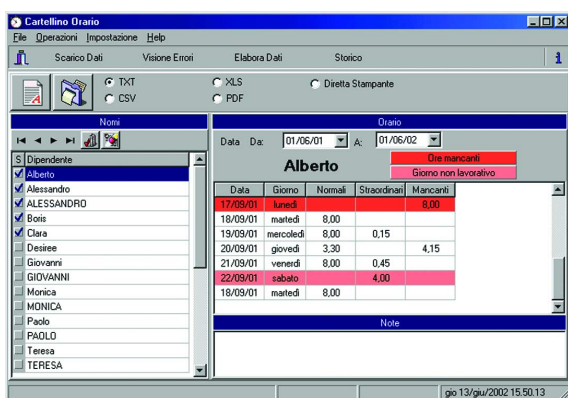 Cartellino Orario
File Operazioni Impostazione Help
Scarico Dati Visione Errori Elabora Dati Storico
TXT XLS Diretta Stampante
CSV PDF
Nomi
S Dipendente
Alberto
Alessandro
ALESSANDRO
Boris
Clara
Desiree
Giovanni
GIOVANNI
Monica
MONICA
Paolo
PAOLO
Teresa
TERESA
Orario
Data Da: 01/06/01 A: 01/06/02
Alberto
Ore mancanti
Giorno non lavorativo
Data Giorno Normali Straordinari Mancanti
17/09/01 lunedì 8,00
18/09/01 martedì 8,00
19/09/01 mercoledì 8,00 0,15
20/09/01 giovedì 3,30 4,15
21/09/01 venerdì 8,00 0,45
22/09/01 sabato 4,00
18/09/01 martedì 8,00
Note
gio 13/giu/2002 15.50.13